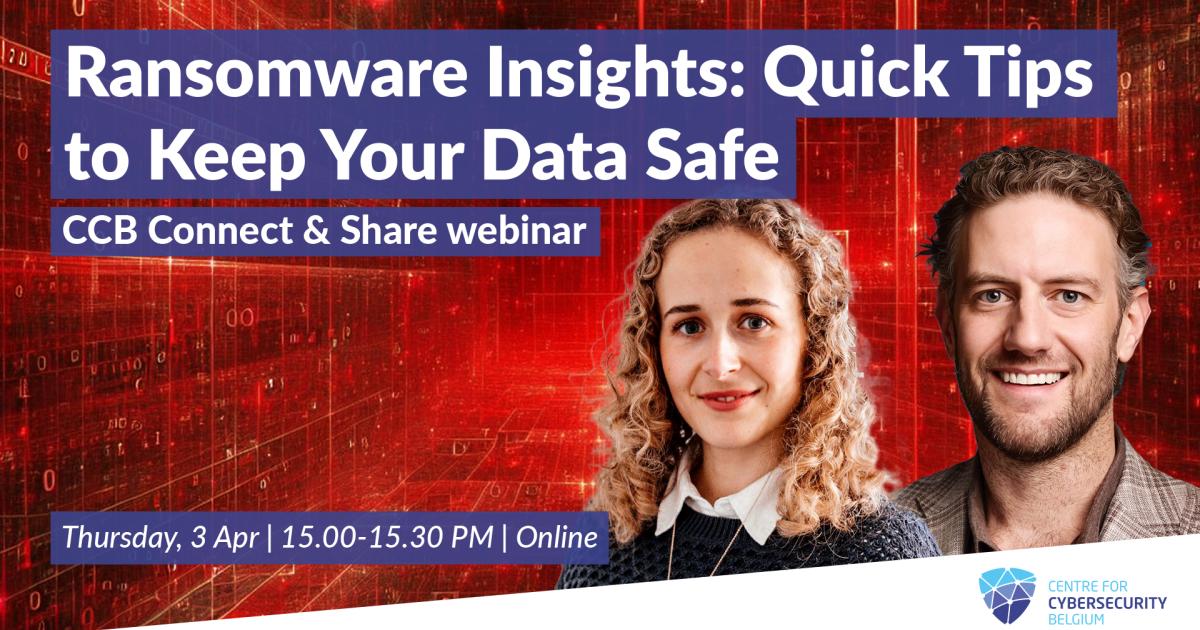 Ransomware Insights: Quick Tips
to Keep Your Data Safe
CCB Connect & Share webinar
Thursday, 3 Apr | 15.00-15.30 PM | Online
CENTRE FOR
CYBERSECURITY
BELGIUM